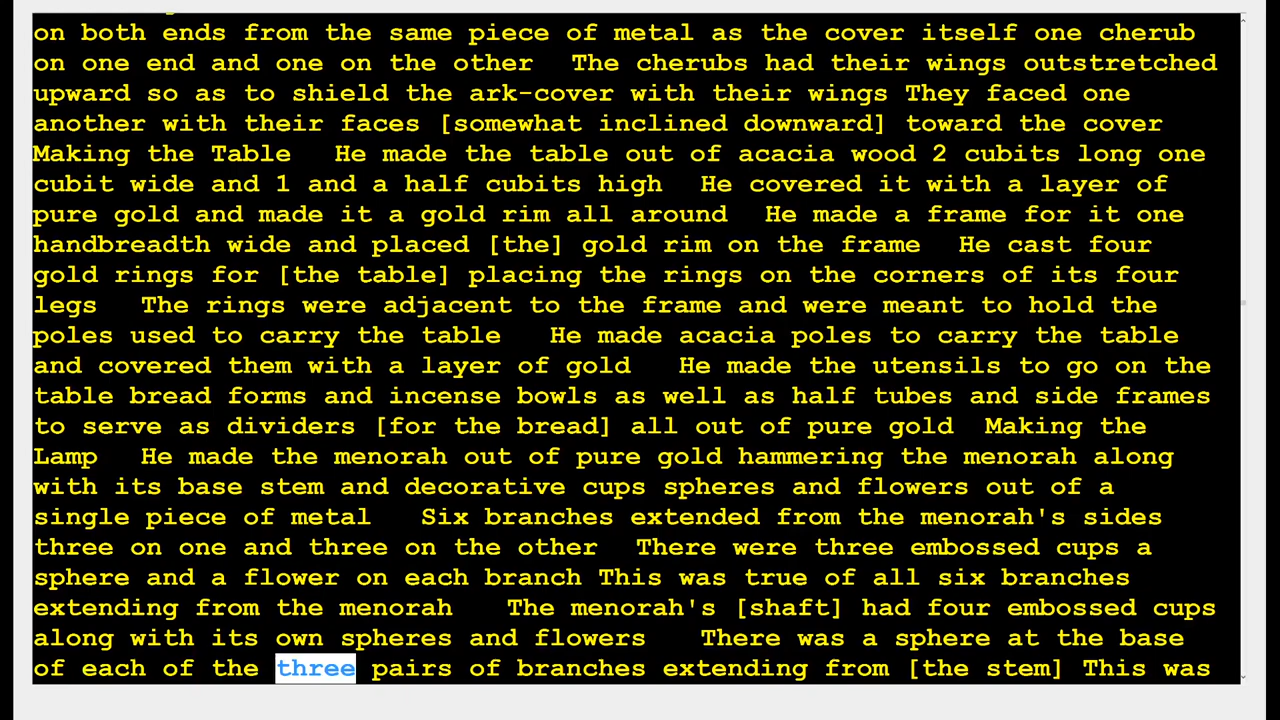 on both ends from the same piece of metal as the cover itself one cherub
on one end and one on the other The cherubs had their wings outstretched
upward so as to shield the ark-cover with their wings They faced one
another with their faces [somewhat inclined downward] toward the cover
Making the Table He made the table out of acacia wood 2 cubits long one
cubit wide and 1 and a half cubits high He covered it with a layer of
pure gold and made it a gold rim all around He made a frame for it one
handbreadth wide and placed [the] gold rim on the frame He cast four
gold rings for [the table] placing the rings on the corners of its four
legs The rings were adjacent to the frame and were meant to hold the
poles used to carry the table He made acacia poles to carry the table
and covered them with a layer of gold He made the utensils to go on the
table bread forms and incense bowls as well as half tubes and side frames
to serve as dividers [for the bread] all out of pure gold Making the
Lamp He made the menorah out of pure gold hammering the menorah along
with its base stem and decorative cups spheres and flowers out of a
single piece of metal Six branches extended from the menorah's sides
three on one and three on the other There were three embossed cups a
sphere and a flower on each branch This was true of all six branches
extending from the menorah The menorah's [shaft] had four embossed cups
along with its own spheres and flowers There was a sphere at the base
of each of the three pairs of branches extending from [the stem] This was